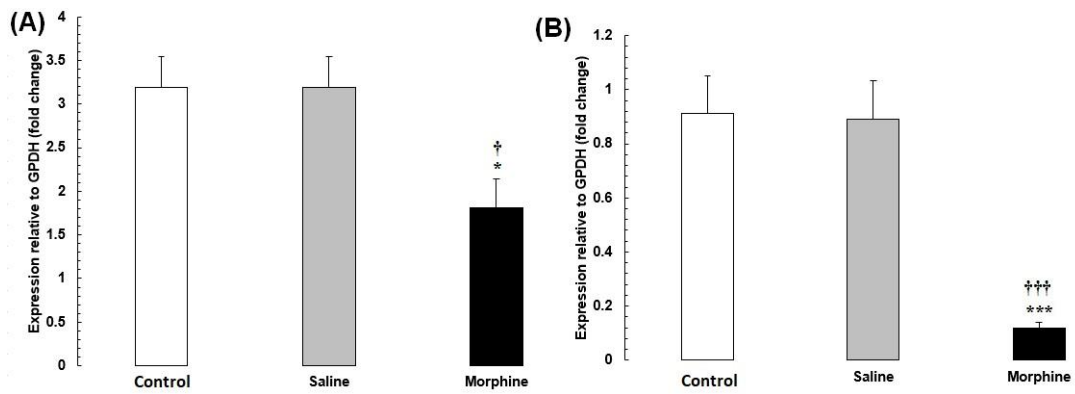 (A)
Expression relative to GPDH (fold change)
4
3.5
3
2.5
2
1.5
1
0.5
0
†
*
Control
Saline
Morphine
(B)
Expression relative to GPDH (fold change)
1.2
1
0.8
0.6
0.4
0.2
0
†††
***
Control
Saline
Morphine